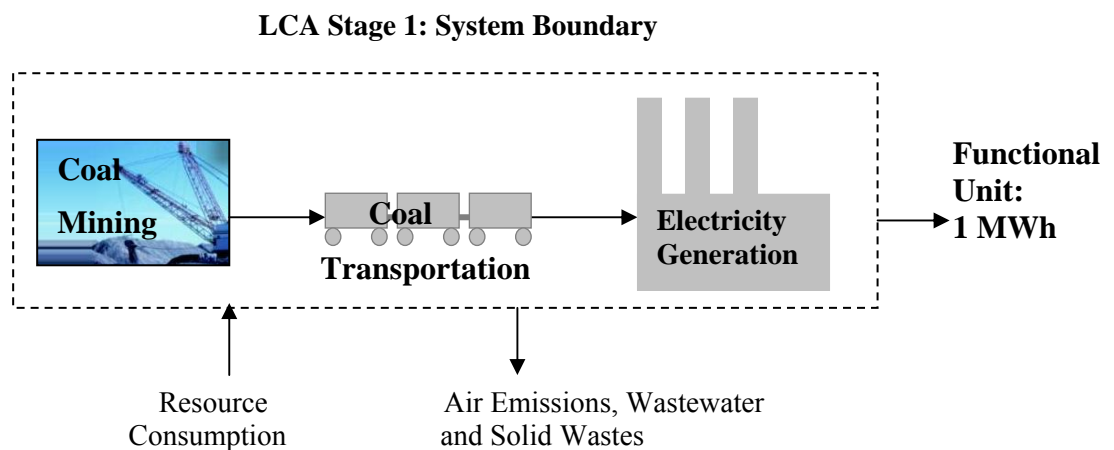 LCA Stage 1: System Boundary
Coal
Mining
Coal
Transportation
Electricity
Generation
Functional
Unit:
1 MWh
Resource
Consumption
Air Emissions, Wastewater
and Solid Wastes